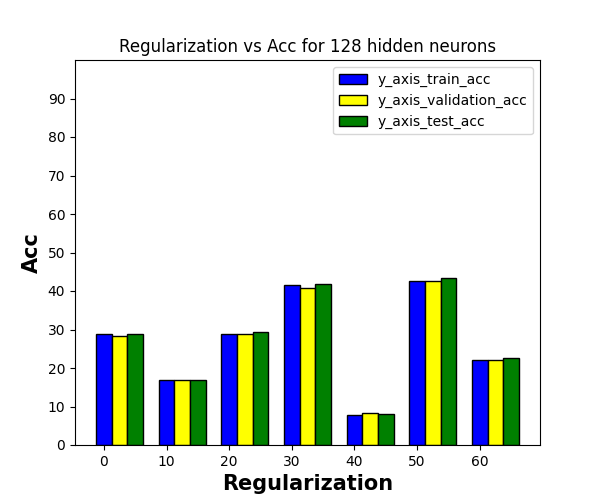 Regularization vs Acc for 128 hidden neurons
y_axis_train_acc
y_axis_validation_acc
y_axis_test_acc
90
80
70
60
50
40
30
20
10
0
Acc
0 10 20 30 40 50 60
Regularization